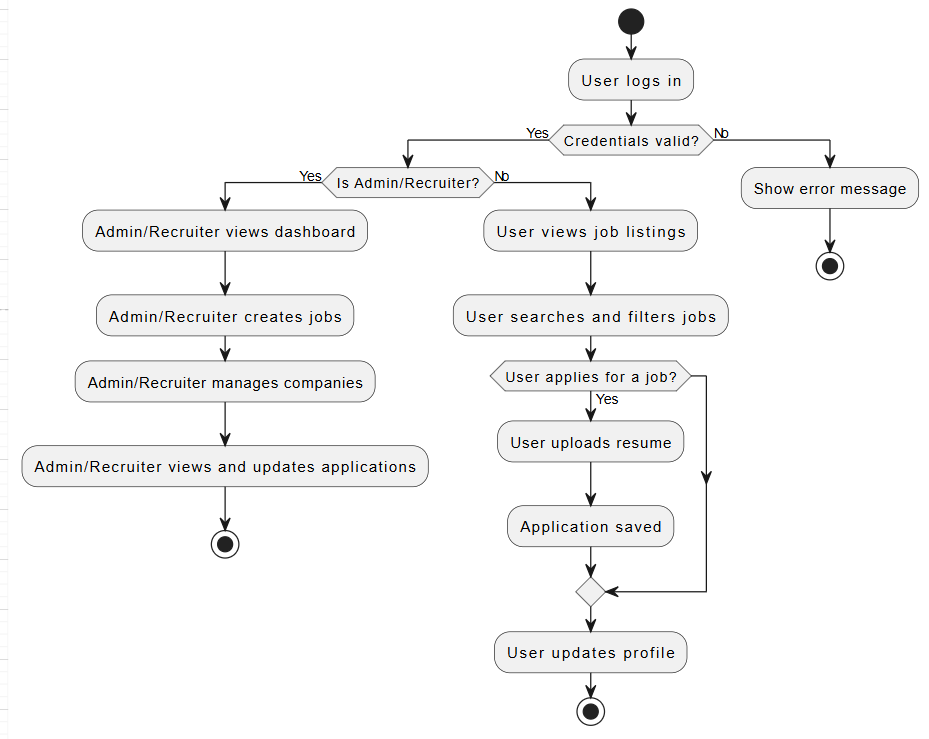 User logs in
Yes
Credentials valid?
No
Yes
Is Admin/Recruiter?
No
Show error message
Admin/Recruiter views dashboard
User views job listings
Admin/Recruiter creates jobs
User searches and filters jobs
Admin/Recruiter manages companies
User applies for a job?
Yes
User uploads resume
Admin/Recruiter views and updates applications
Application saved
User updates profile